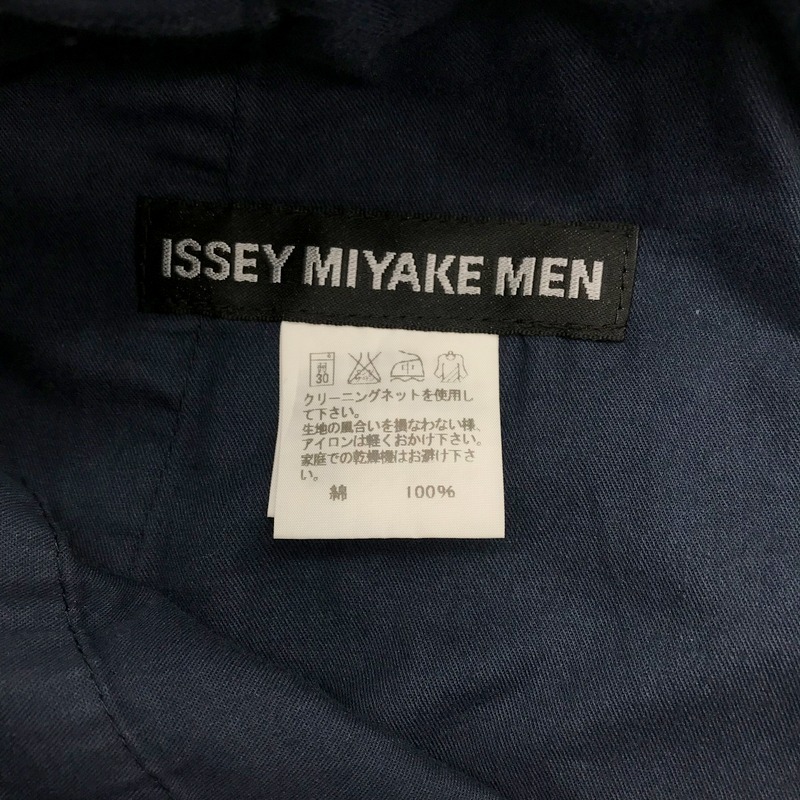 ISSEY MIYAKE MEN
弱
30
クリーニングネットを使用し
て下さい。
生地の風合いを損なわない様、
アイロンは軽くおかけ下さい。
家庭での乾燥機はお避け下さ
い。
綿 100%